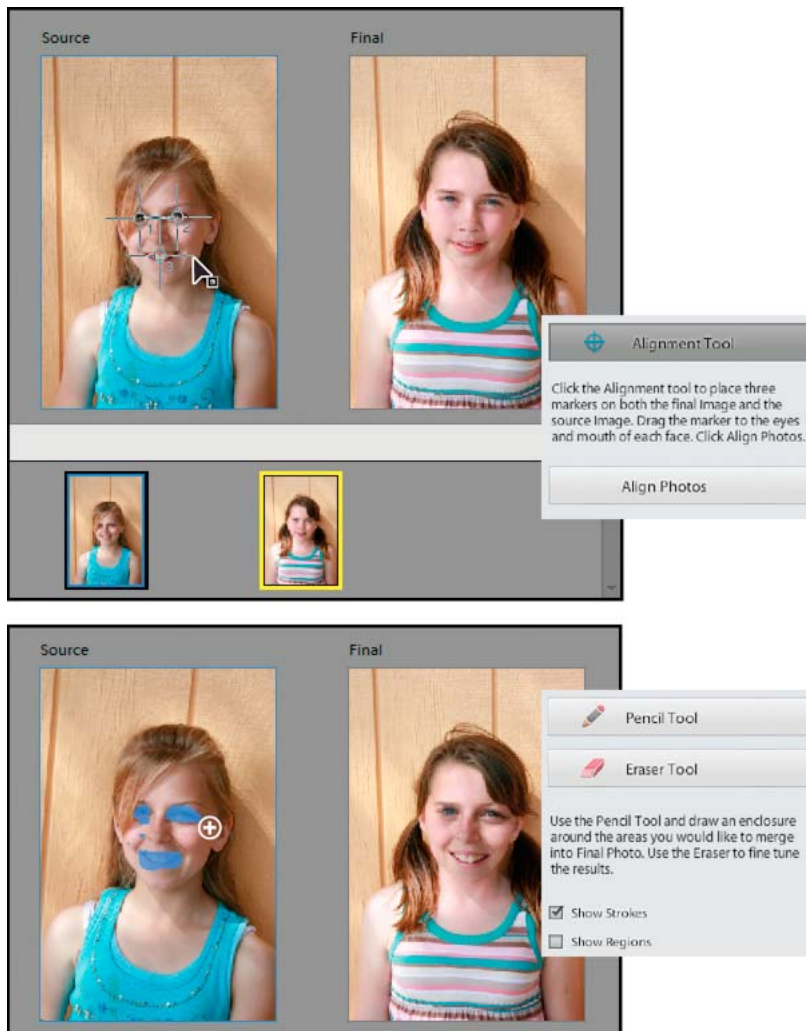 Source
Final
1
2
3
Alignment Tool
Click the Alignment tool to place three
markers on both the final Image and the
source Image. Drag the marker to the eyes
and mouth of each face. Click Align Photos.
Align Photos
Source
Final
Pencil Tool
Eraser Tool
Use the Pencil Tool and draw an enclosure
around the areas you would like to merge
into Final Photo. Use the Eraser to fine tune
the results.
Show Strokes
Show Regions